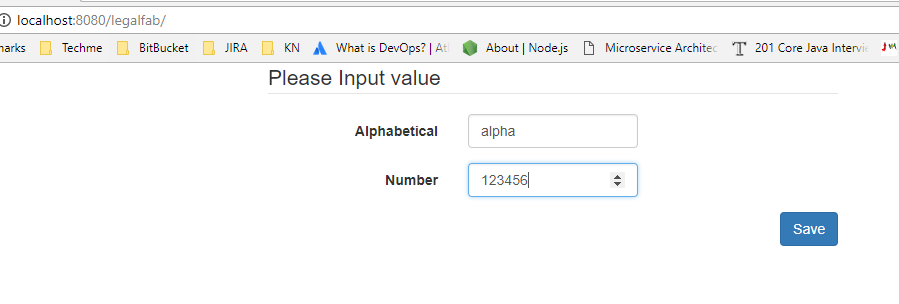 localhost:8080/legalfab/
narks Techme BitBucket JIRA KN What is DevOps? | At About | Node.js Microservice Architec 201 Core Java Intervi
Please Input value
Alphabetical alpha
Number 123456
Save